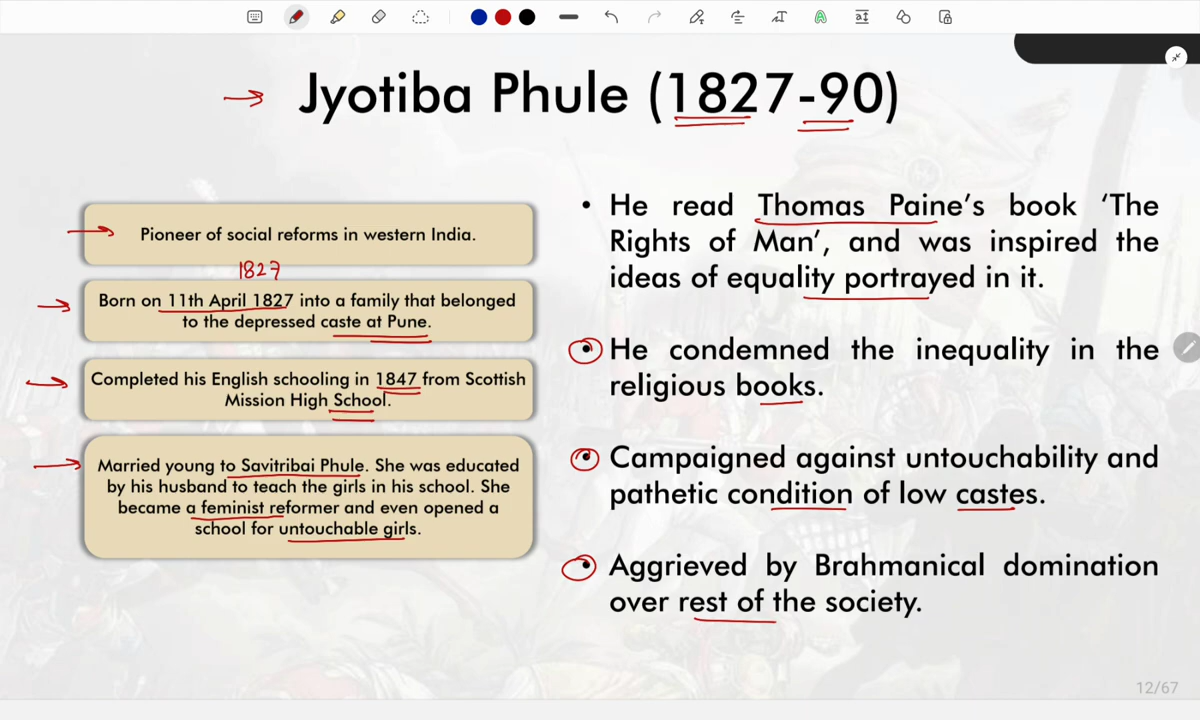 Jyotiba Phule (1827-90)
Pioneer of social reforms in western India.
1827
Born on 11th April 1827 into a family that belonged
to the depressed caste at Pune.
Completed his English schooling in 1847 from Scottish
Mission High School.
Married young to Savitribai Phule. She was educated
by his husband to teach the girls in his school. She
became a feminist reformer and even opened a
school for untouchable girls.
• He read Thomas Paine's book 'The
Rights of Man', and was inspired the
ideas of equality portrayed in it.
• He condemned the inequality in the
religious books.
• Campaigned against untouchability and
pathetic condition of low castes.
• Aggrieved by Brahmanical domination
over rest of the society.
12/67